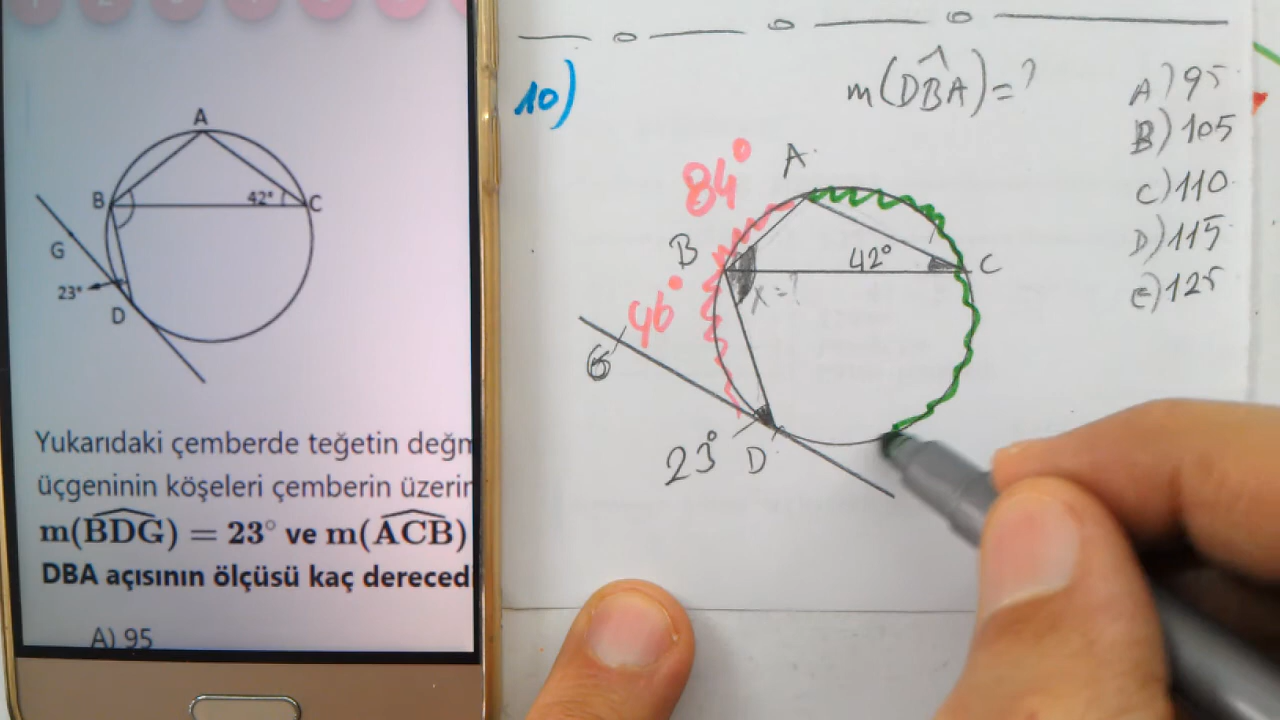 A
B
42°
C
G
23°
D
Yukarıdaki çemberde teğetin değm
üçgeninin köşeleri çemberin üzerir
m(BDG) = 23° ve m(ACB)
DBA açısının ölçüsü kaç dereced
A) 95
10)
m(DBA)=?
A) 95
B) 105
C) 110
D) 115
E) 125
84°
A
B
42°
C
x=?
46°
G
23°
D